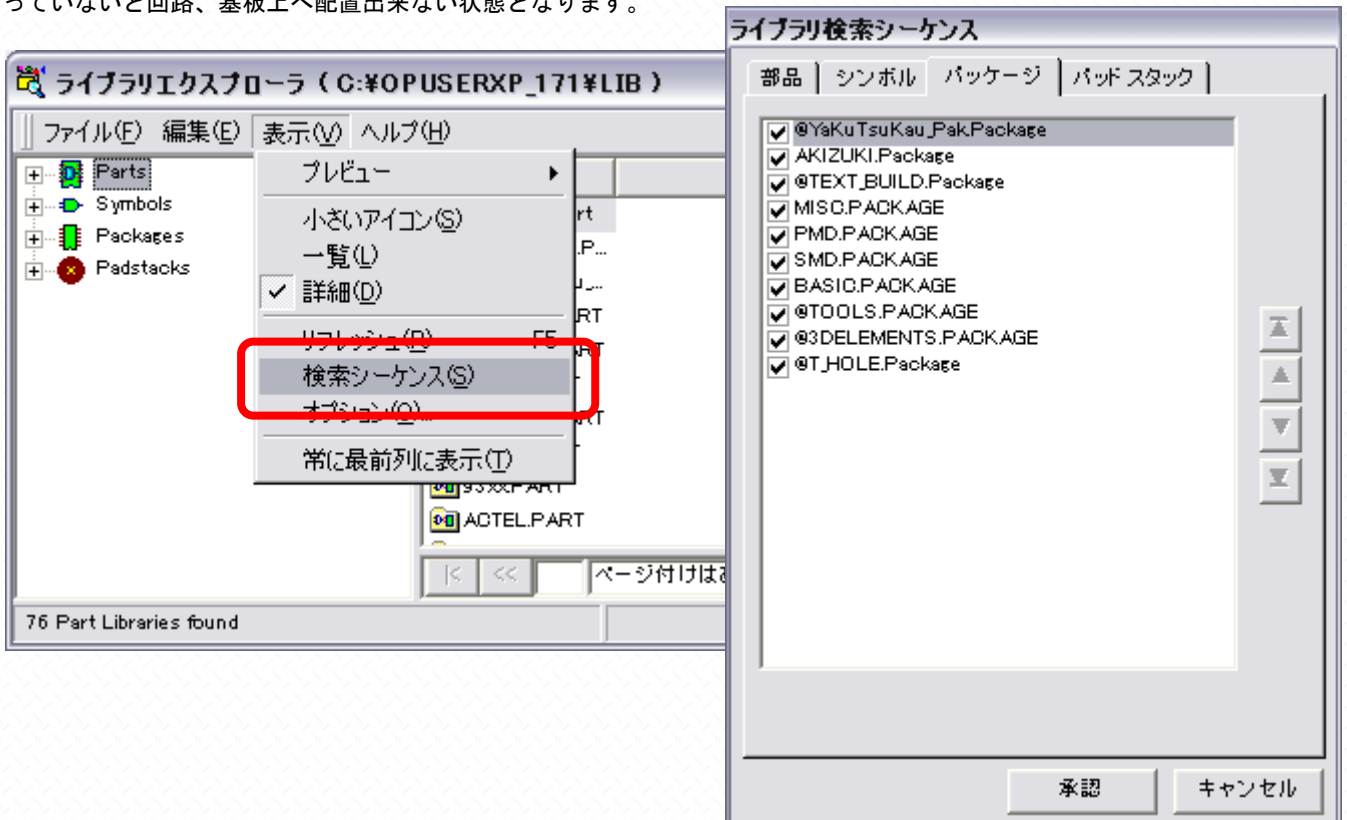 っていないと回路、基板上へ配置出来ない状態となります。
ライブラリエクスプローラ ( C:¥OPUSERXP_171¥LIB )
ファイル(F) 編集(E) 表示(V) ヘルプ(H)
Parts
Symbols
Packages
Padstacks
プレビュー
小さいアイコン(S)
一覧(L)
詳細(D)
リフレッシュ(R) F5
検索シーケンス(S)
オプション(O)...
常に最前列に表示(T)
rt
.P...
RT
RT
RT
93XX.PART
ACTEL.PART
|< <<
ページ付けは
76 Part Libraries found
ライブラリ検索シーケンス
部品 シンボル パッケージ パッド スタック
@YaKuTsuKau_Pak.Package
AKIZUKI.Package
@TEXT_BUILD.Package
MISC.PACKAGE
PMD.PACKAGE
SMD.PACKAGE
BASIC.PACKAGE
@TOOLS.PACKAGE
@3DELEMENTS.PACKAGE
@T_HOLE.Package
承認 キャンセル